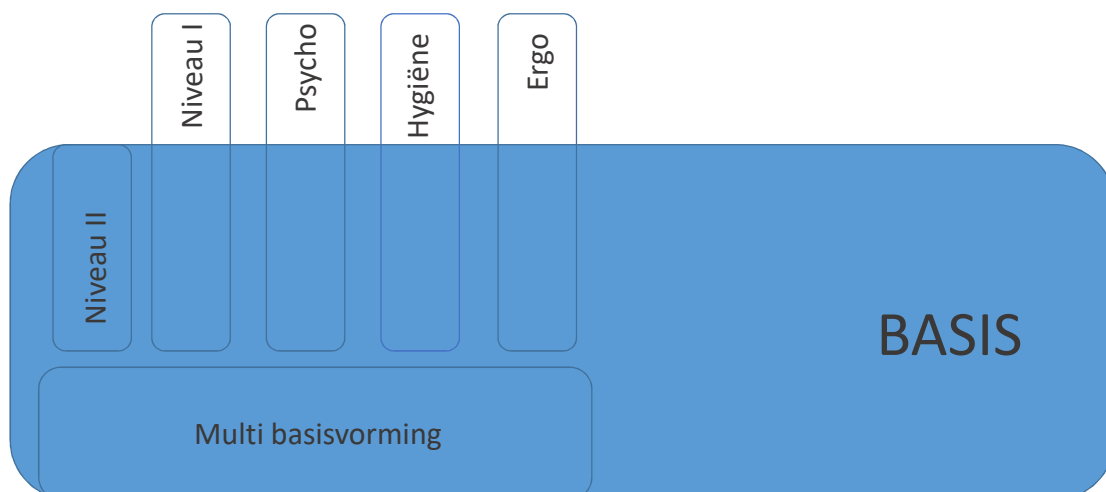 Niveau I
Psycho
Hygiëne
Ergo
Niveau II
BASIS
Multi basisvorming